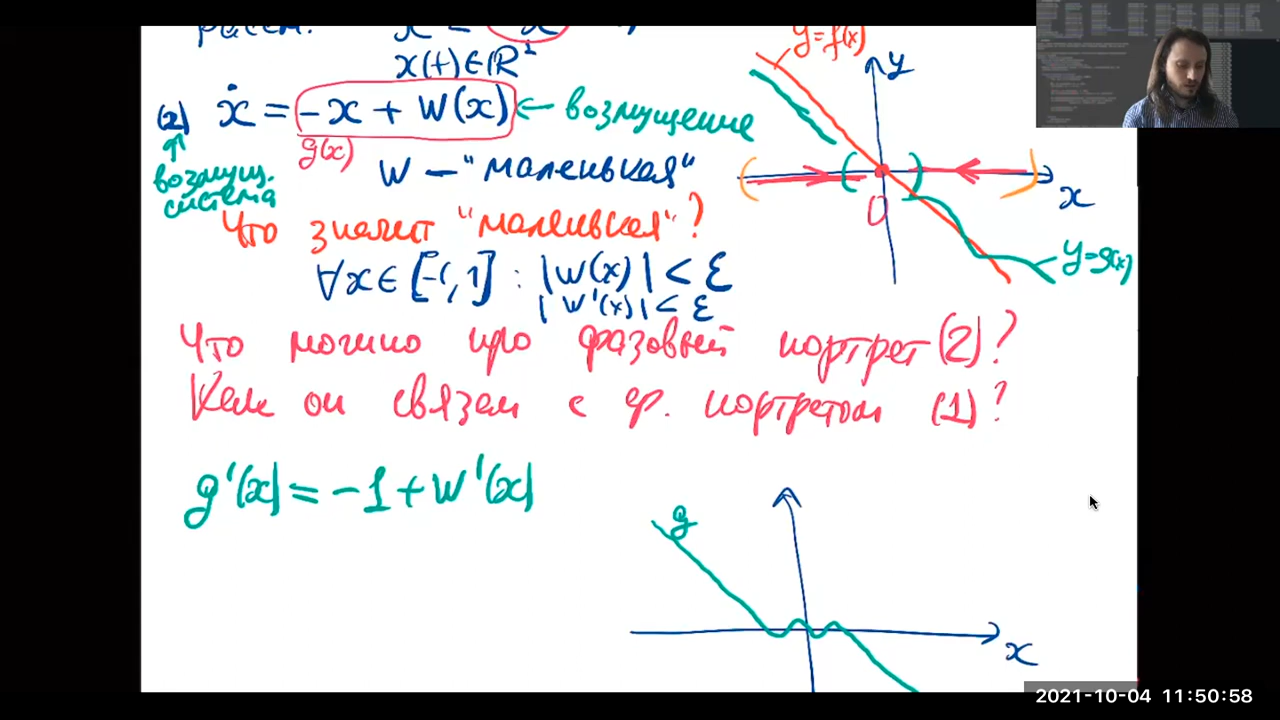 ẋ = -x + w(x) ← возмущение
(2)
g(x)
возмущ.
система
w - "маленькая"
Что значит "маленькая"?
∀x∈[-1, 1] : |w(x)| < ε
|w'(x)| < ε
x(t)∈ℝ¹
y=f(x)
y
x
0
y=g(x)
Что можно про фазовый портрет (2)?
Как он связан с ф. портретом (1)?
g'(x) = -1 + w'(x)
g
x
2021-10-04 11:50:58